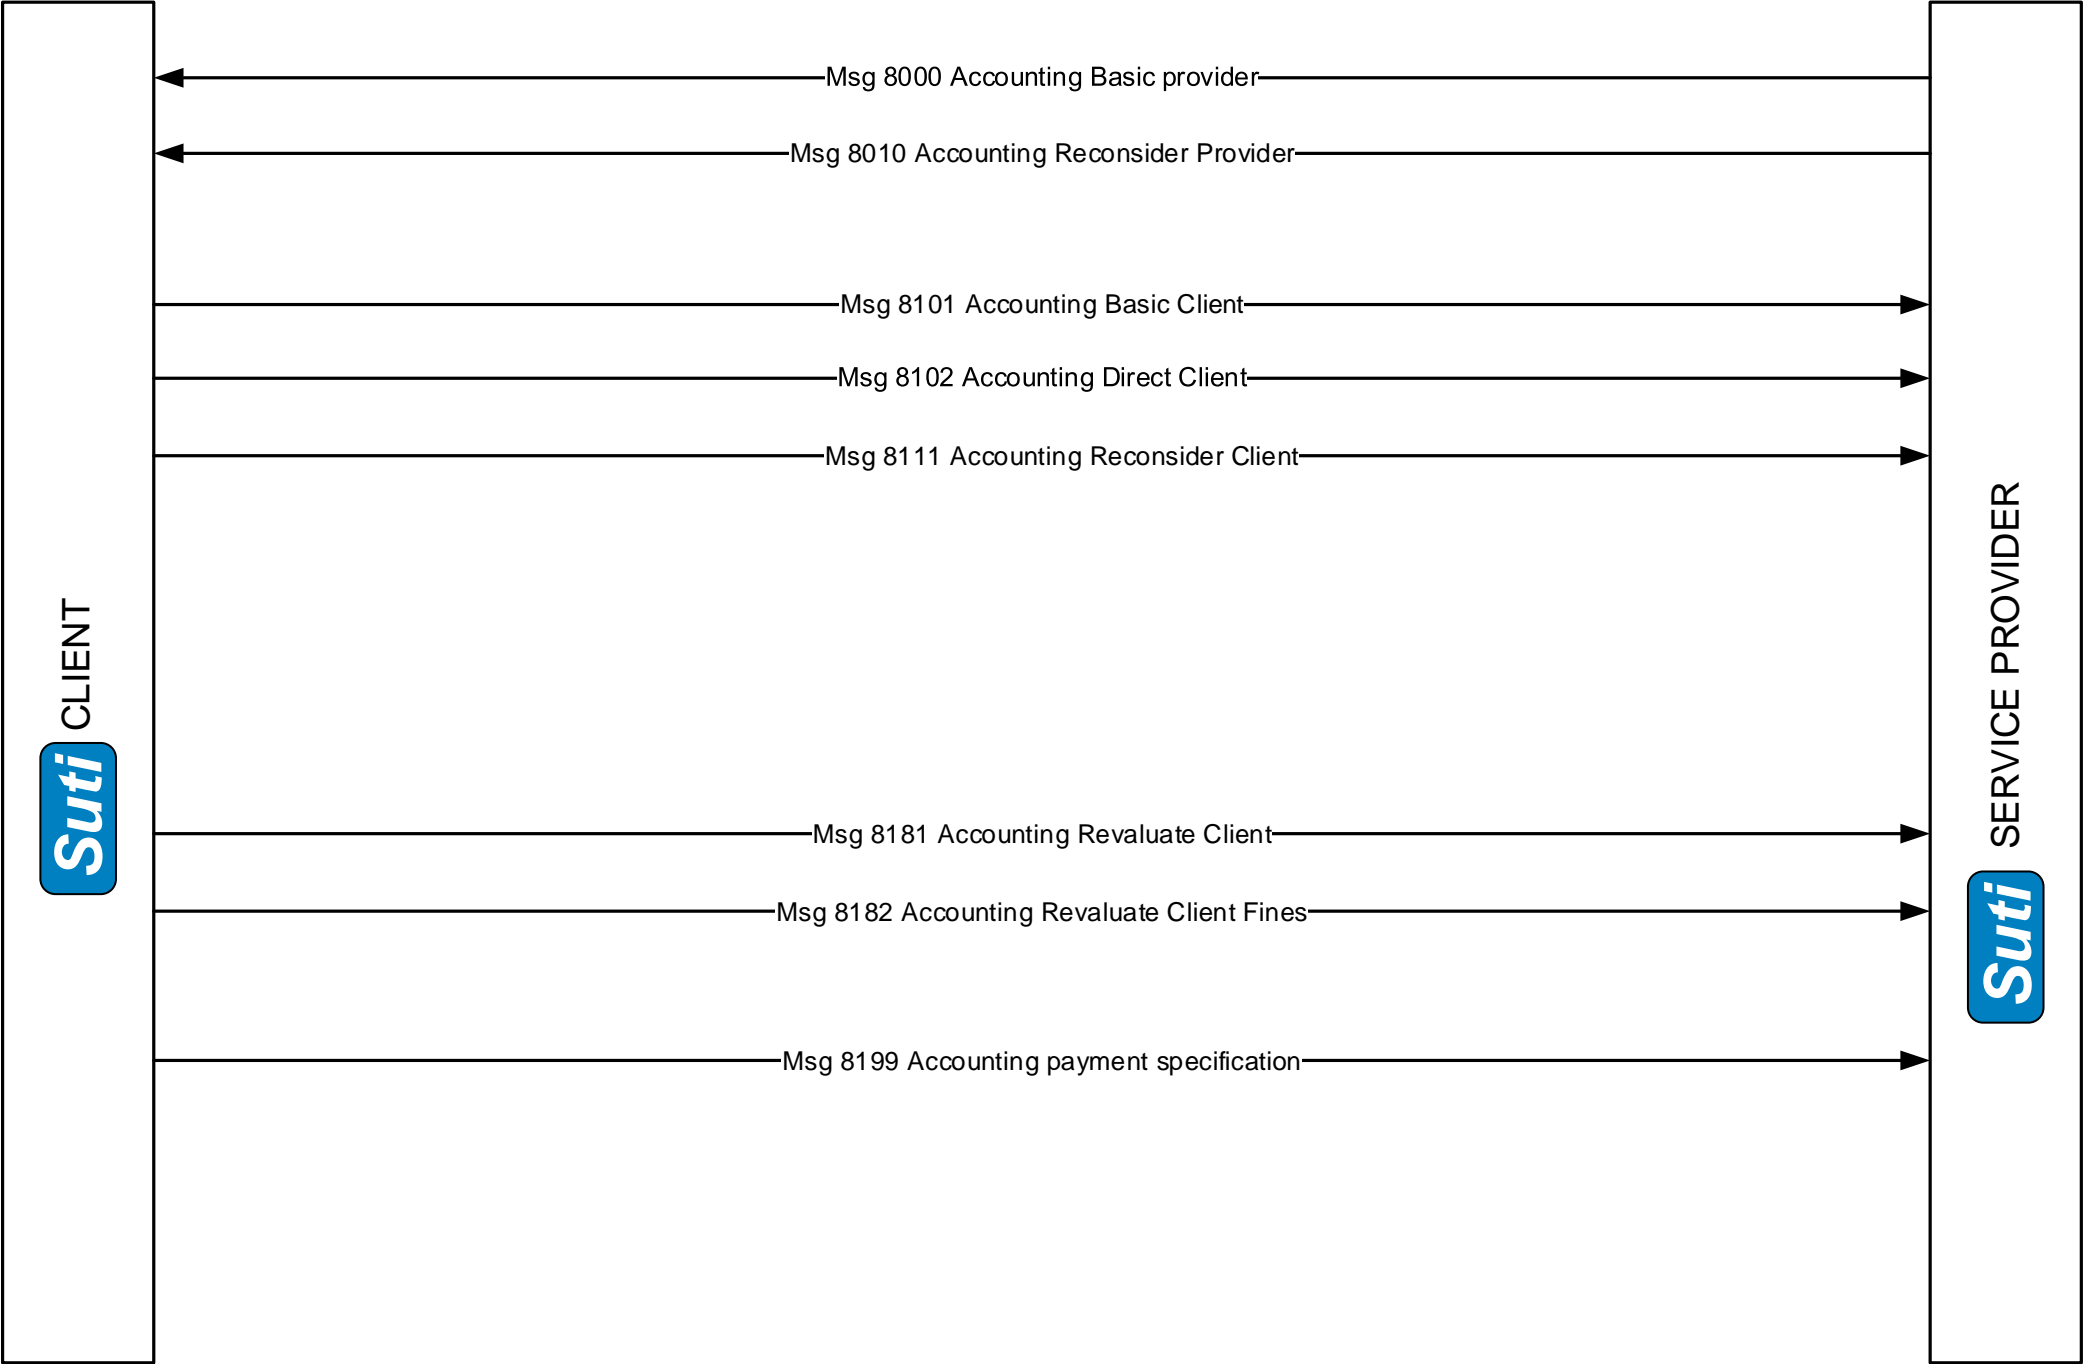 Msg 8000 Accounting Basic provider
Msg 8010 Accounting Reconsider Provider
Msg 8101 Accounting Basic Client
Msg 8102 Accounting Direct Client
Msg 8111 Accounting Reconsider Client
Msg 8181 Accounting Revaluate Client
Msg 8182 Accounting Revaluate Client Fines
Msg 8199 Accounting payment specification
Suti CLIENT
Suti SERVICE PROVIDER